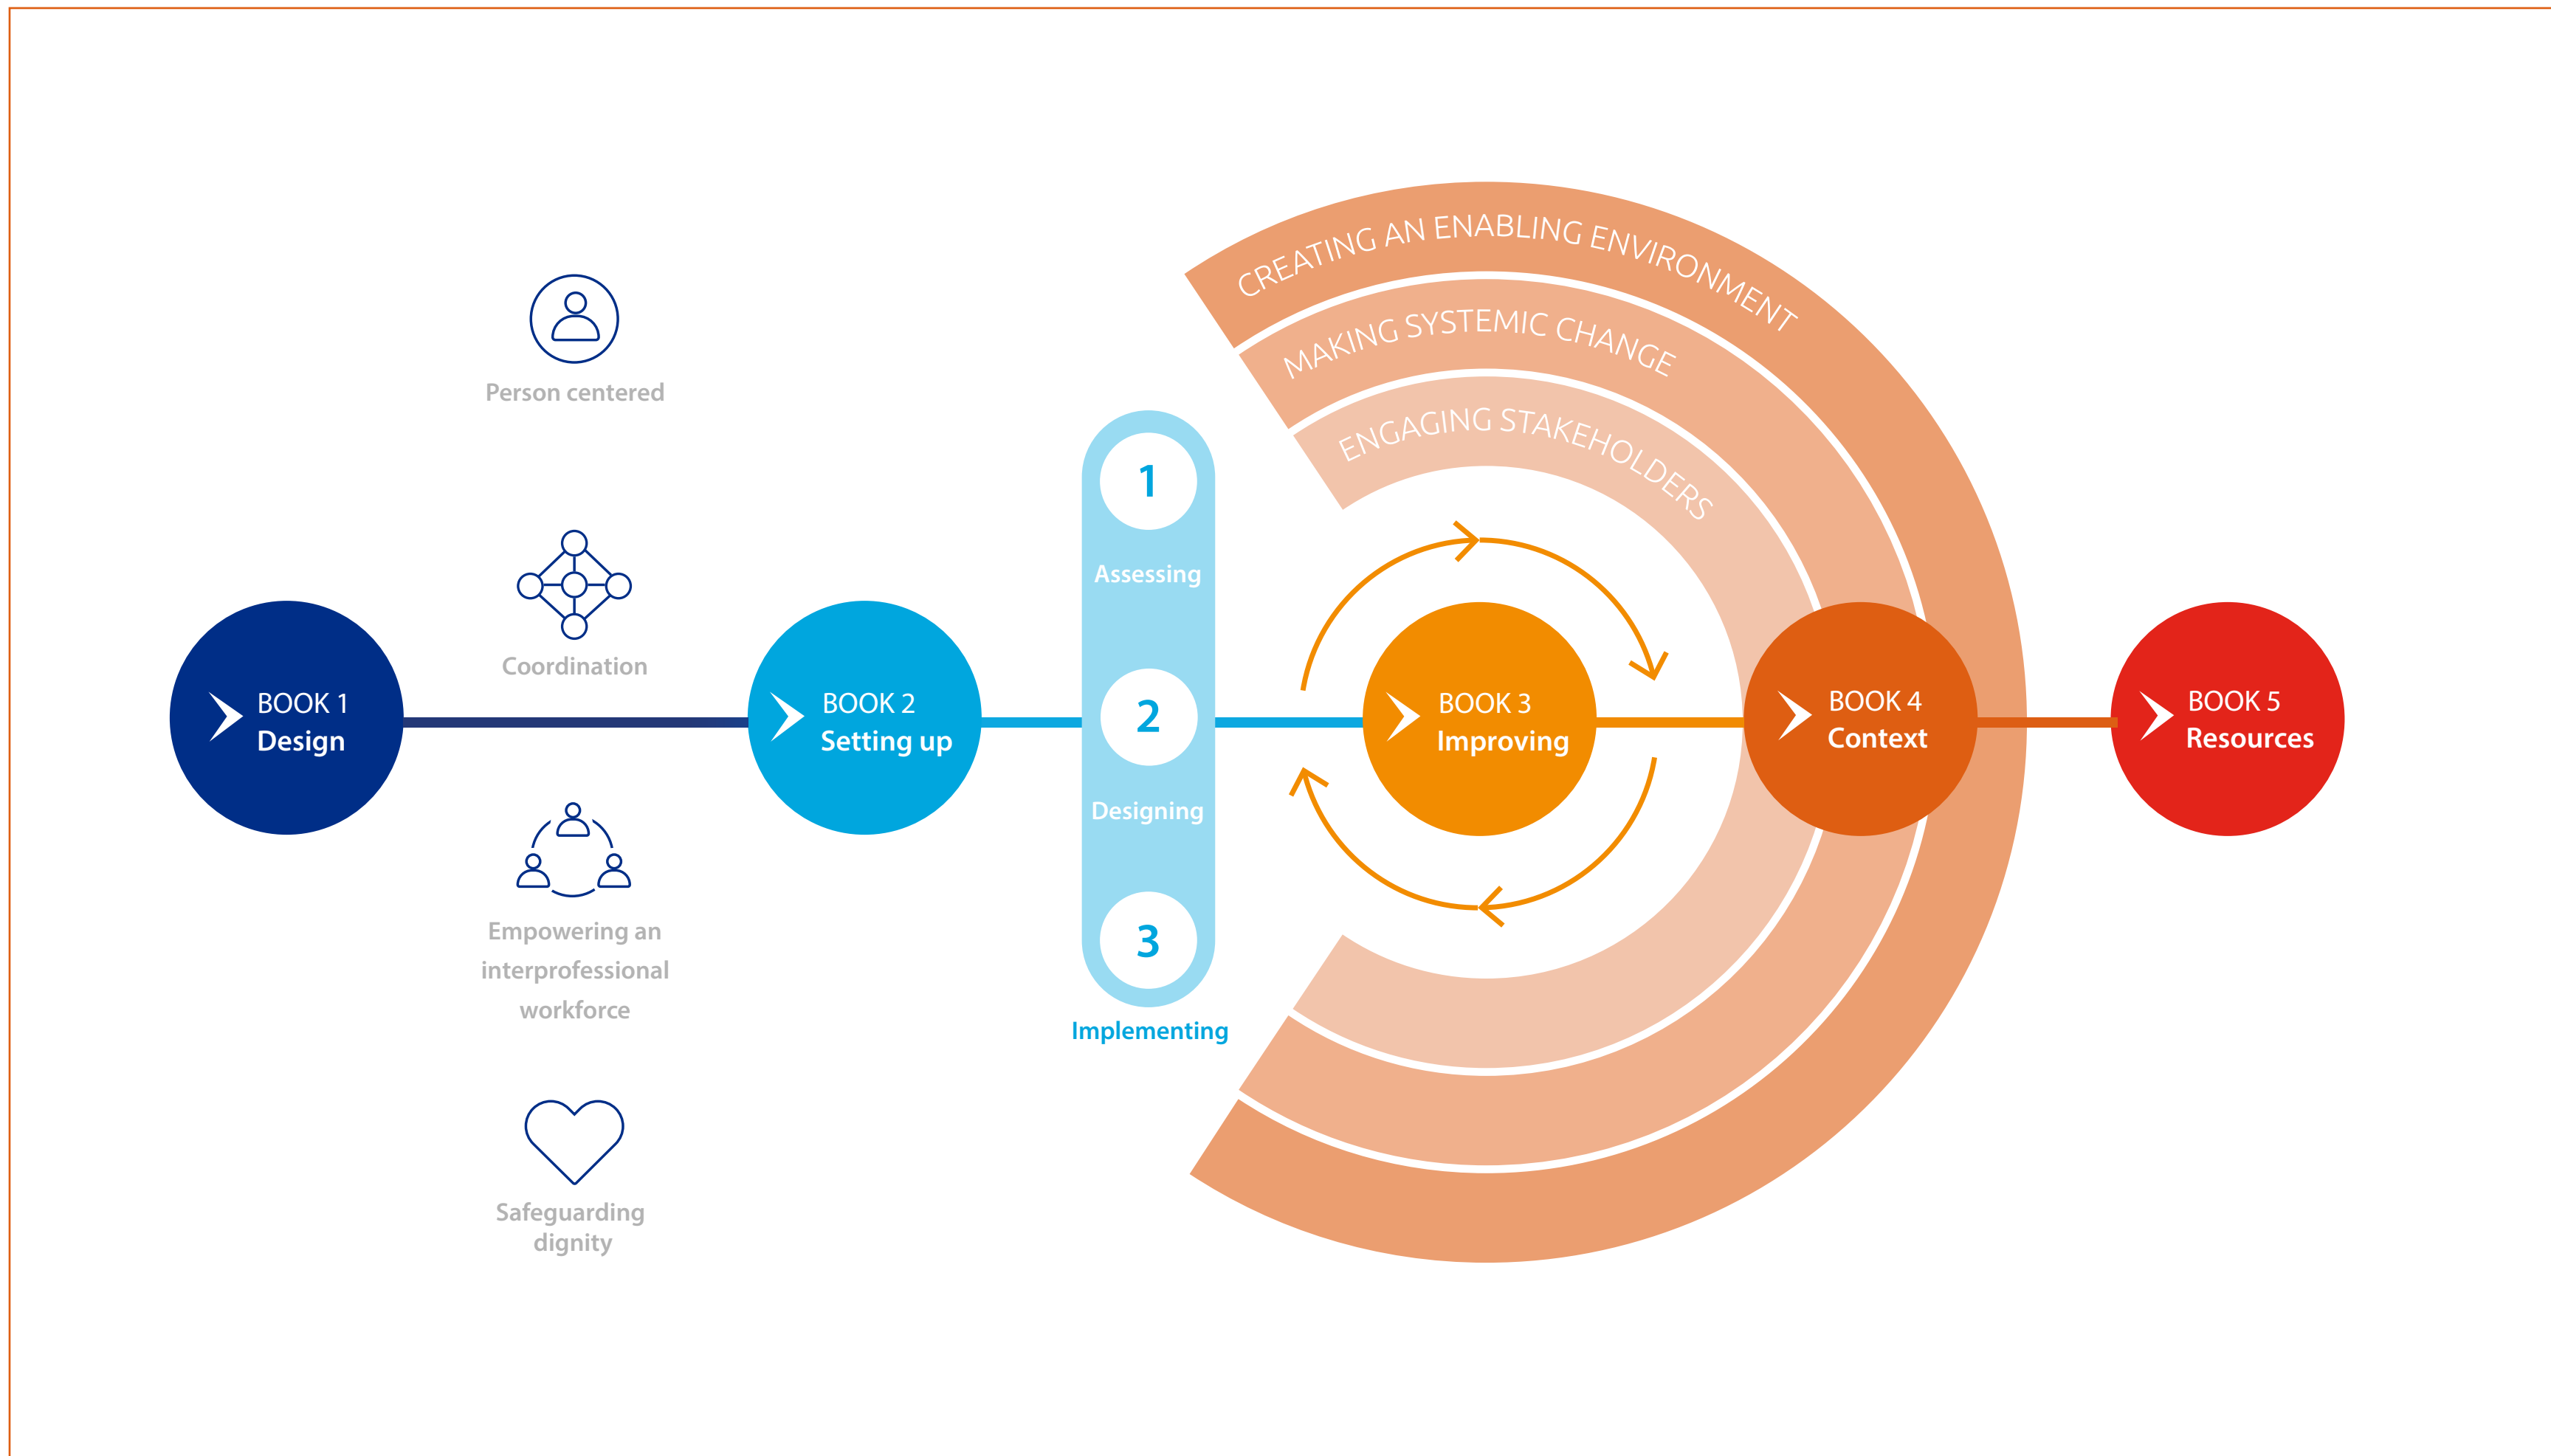 CREATING AN ENABLING ENVIRONMENT
MAKING SYSTEMIC CHANGE
ENGAGING STAKEHOLDERS
BOOK 1
Design
Person centered
Coordination
Empowering an
interprofessional
workforce
Safeguarding
dignity
BOOK 2
Setting up
1
Assessing
2
Designing
3
Implementing
BOOK 3
Improving
BOOK 4
Context
BOOK 5
Resources